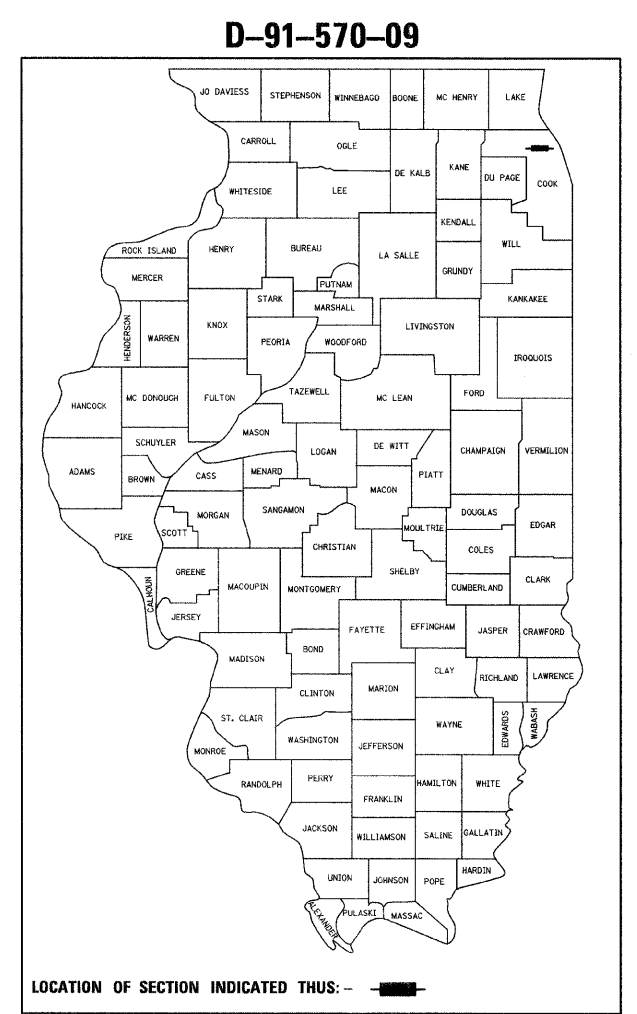 D–91–570–09
JO DAVIESS STEPHENSON WINNEBAGO BOONE MC HENRY LAKE
CARROLL OGLE
DE KALB KANE DU PAGE COOK
WHITESIDE LEE
KENDALL
ROCK ISLAND HENRY BUREAU LA SALLE WILL
MERCER PUTNAM GRUNDY
STARK MARSHALL KANKAKEE
HENDERSON WARREN KNOX PEORIA WOODFORD LIVINGSTON
IROQUOIS
HANCOCK MC DONOUGH FULTON TAZEWELL MC LEAN FORD
MASON
SCHUYLER LOGAN DE WITT CHAMPAIGN VERMILION
ADAMS BROWN CASS MENARD PIATT
MACON
MORGAN SANGAMON DOUGLAS
PIKE SCOTT MOULTRIE EDGAR
CHRISTIAN COLES
GREENE SHELBY
CALHOUN MACOUPIN MONTGOMERY CUMBERLAND CLARK
JERSEY
FAYETTE EFFINGHAM JASPER CRAWFORD
MADISON BOND
CLAY RICHLAND LAWRENCE
CLINTON MARION
ST. CLAIR WAYNE EDWARDS WABASH
MONROE WASHINGTON JEFFERSON
RANDOLPH PERRY HAMILTON WHITE
FRANKLIN
JACKSON WILLIAMSON SALINE GALLATIN
UNION JOHNSON POPE HARDIN
ALEXANDER PULASKI MASSAC
LOCATION OF SECTION INDICATED THUS: –